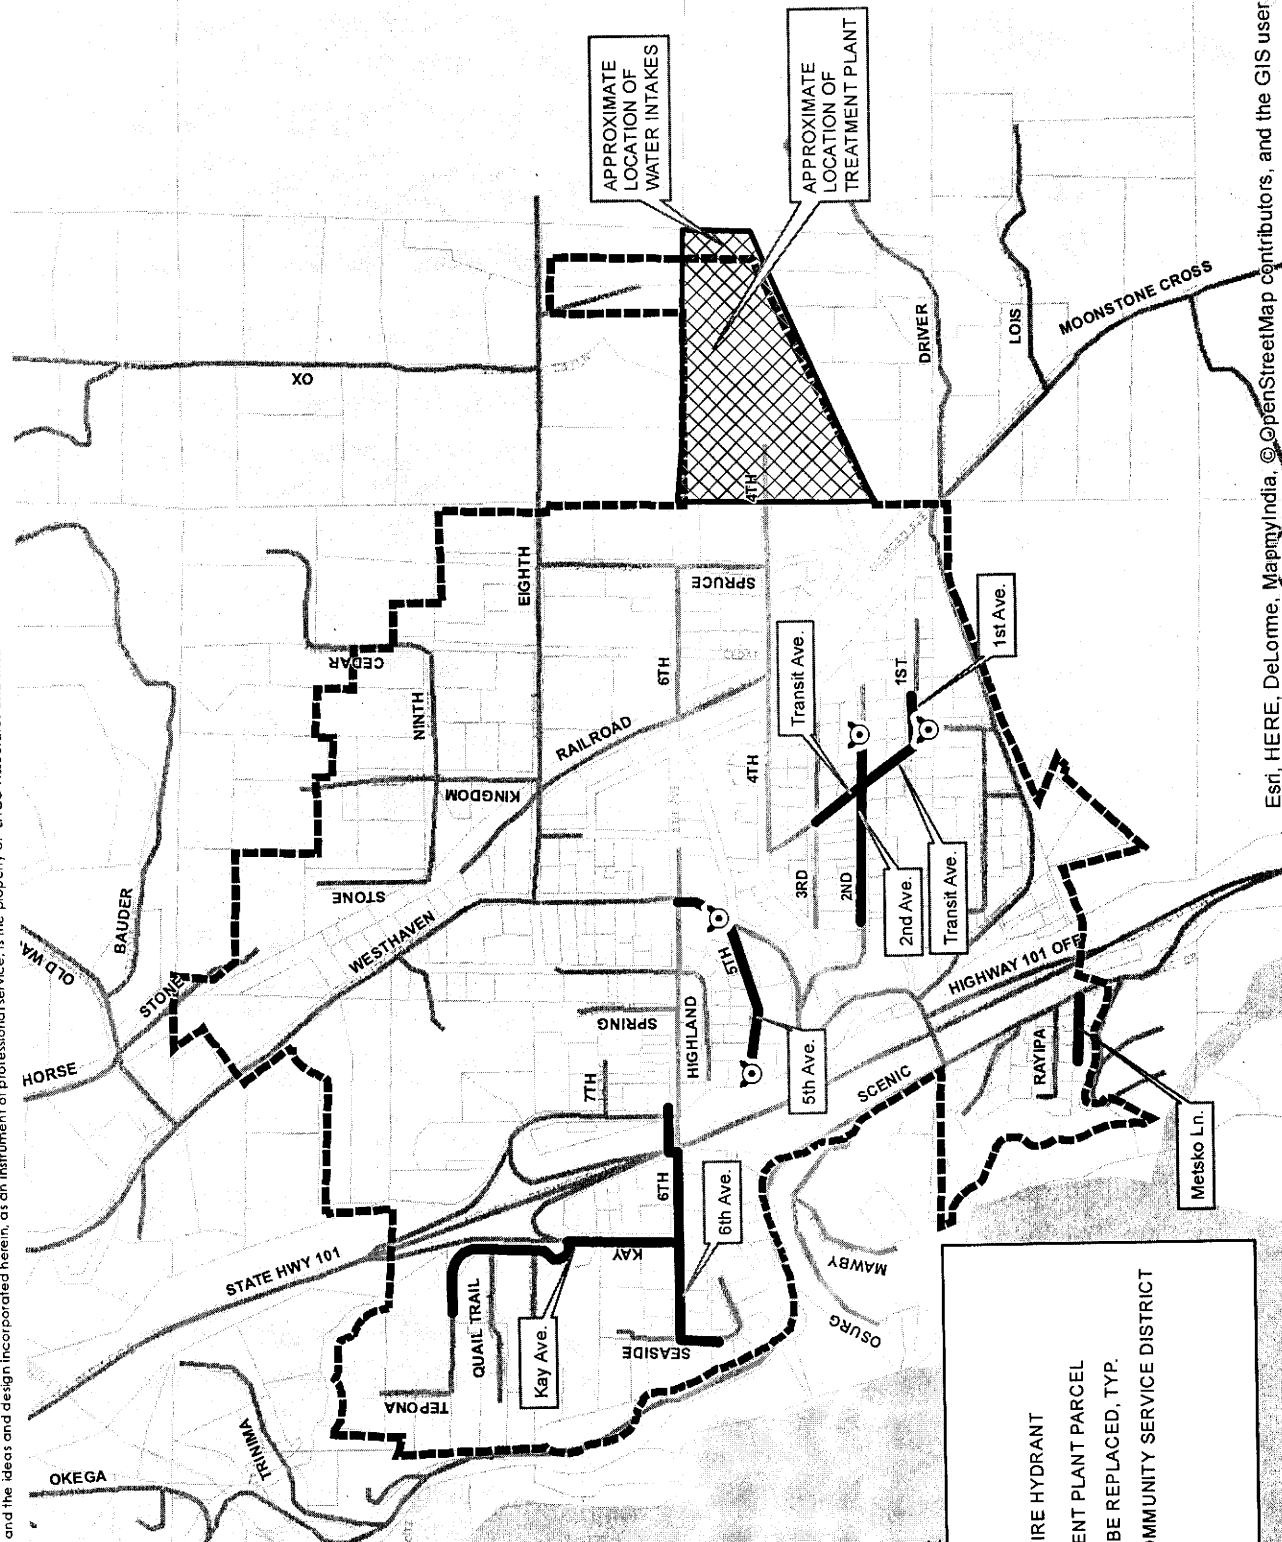 and the ideas and design incorporated herein, as an instrument of professional service, is the property of
APPROXIMATE
LOCATION OF
WATER INTAKES
APPROXIMATE
LOCATION OF
TREATMENT PLANT
OX
DRIVER
LOIS
MOONSTONE CROSS
4TH
EIGHTH
SPRUCE
CEDAR
NINTH
6TH
RAILROAD
KINGDOM
4TH
Transit Ave.
1ST
1st Ave.
BAUDER
OLD WA
STONE
STONE
WESTHAVEN
3RD
2ND
2nd Ave.
Transit Ave.
HORSE
SPRING
HIGHLAND
5TH
5th Ave.
HIGHWAY 101 OFF
7TH
SCENIC
RAYIPA
Metsko Ln.
6TH
6th Ave.
STATE HWY 101
KAY
Kay Ave.
QUAIL TRAIL
SEASIDE
TEPONA
MAWBY
OSURG
TRINIMA
OKEGA
IRE HYDRANT
ENT PLANT PARCEL
BE REPLACED, TYP.
MMUNITY SERVICE DISTRICT
Esri, HERE, DeLorme, MapmyIndia, © OpenStreetMap contributors, and the GIS user